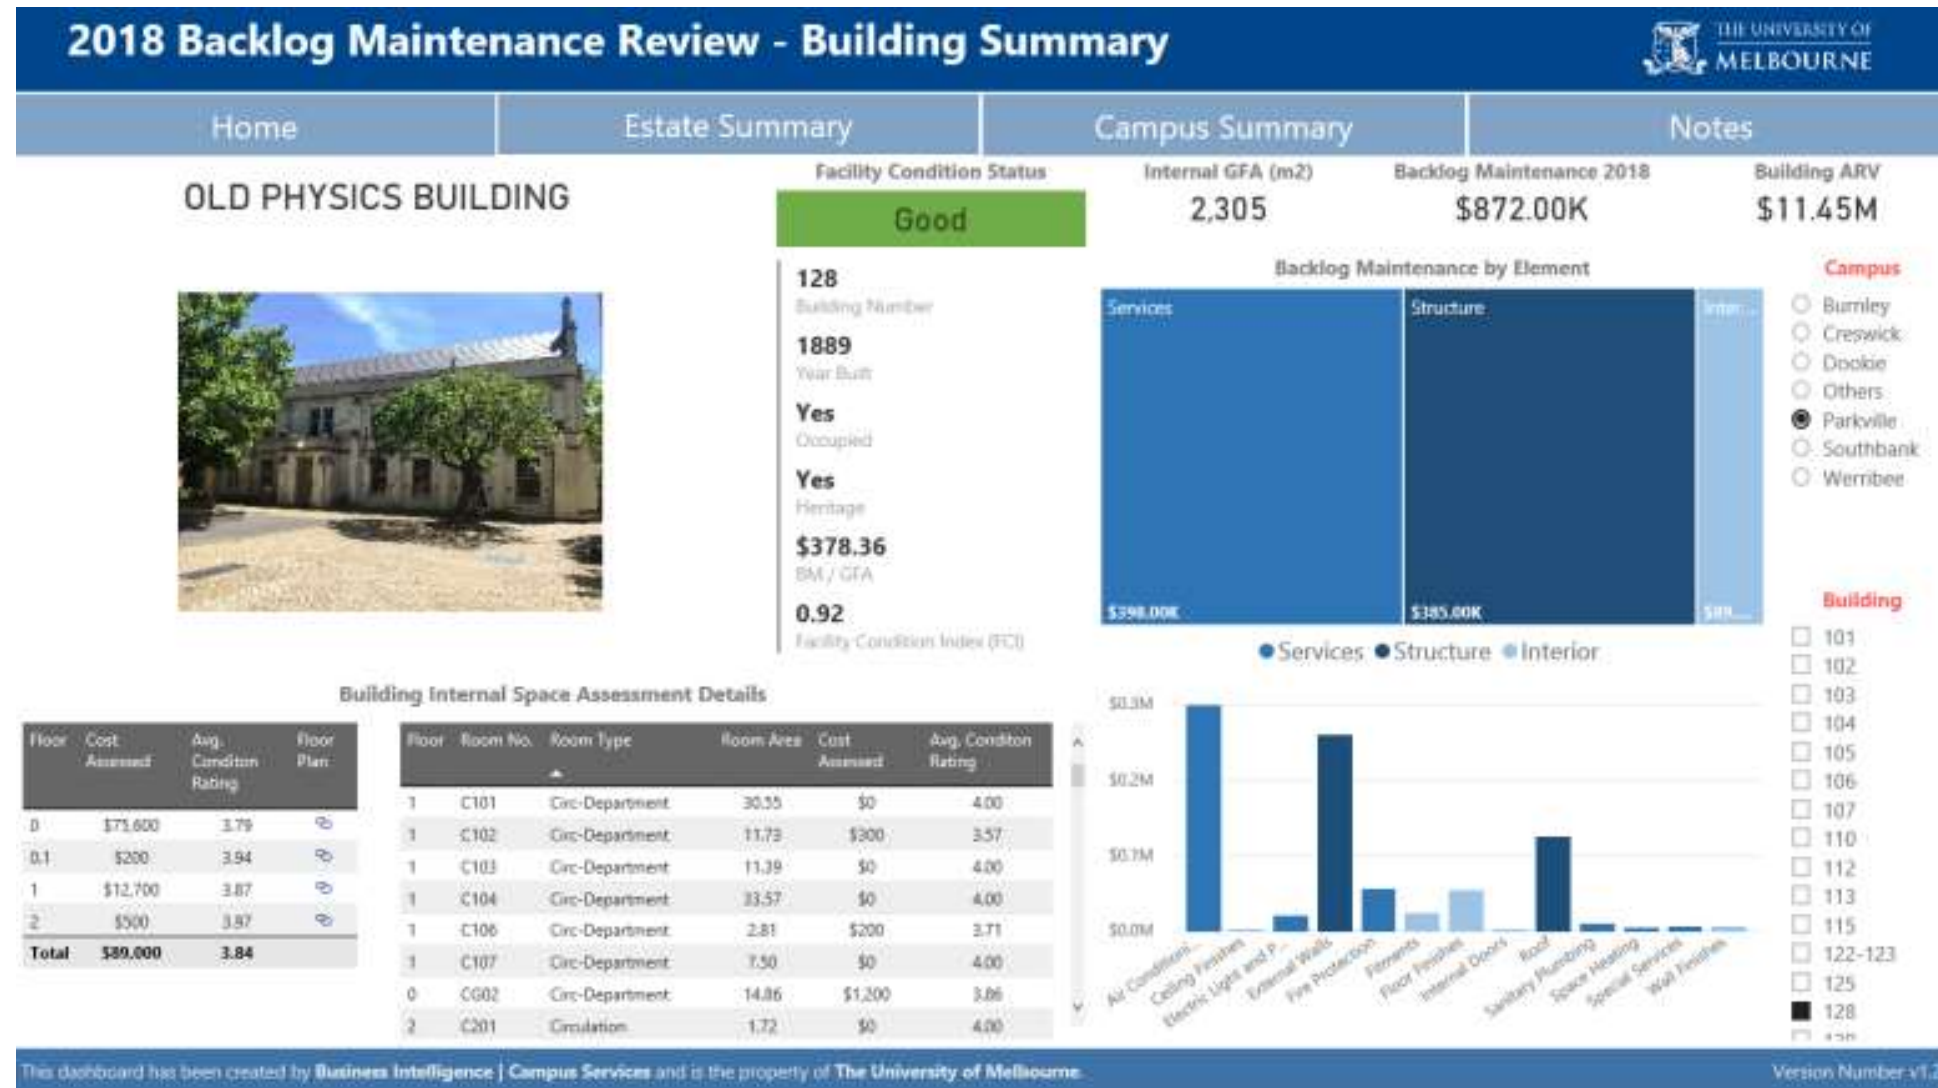 2018 Backlog Maintenance Review - Building Summary
THE UNIVERSITY OF
MELBOURNE
Home Estate Summary Campus Summary Notes
OLD PHYSICS BUILDING
Facility Condition Status
Good
Internal GFA (m2)
2,305
Backlog Maintenance 2018
$872.00K
Building ARV
$11.45M
128
Building Number
1889
Year Built
Yes
Occupied
Yes
Heritage
$378.36
BM / GFA
0.92
Facility Condition Index (FCI)
Backlog Maintenance by Element
Services
$398.00K
Structure
$385.00K
Inter...
$89....
Services Structure Interior
Campus
Burnley
Creswick
Dookie
Others
Parkville
Southbank
Werribee
Building
101
102
103
104
105
106
107
110
112
113
115
122-123
125
128
Building Internal Space Assessment Details
Floor Cost Assessed Avg. Conditon Rating Floor Plan
0 $75,600 3.79
0.1 $200 3.94
1 $12,700 3.87
2 $500 3.97
Total $89,000 3.84
Floor Room No. Room Type Room Area Cost Assessed Avg. Conditon Rating
1 C101 Circ-Department 30.55 $0 4.00
1 C102 Circ-Department 11.73 $300 3.57
1 C103 Circ-Department 11.39 $0 4.00
1 C104 Circ-Department 33.57 $0 4.00
1 C106 Circ-Department 2.81 $200 3.71
1 C107 Circ-Department 7.50 $0 4.00
0 CG02 Circ-Department 14.86 $1,200 3.86
2 C201 Circulation 1.72 $0 4.00
$0.3M
$0.2M
$0.1M
$0.0M
Air Conditioni...
Ceiling Finishes
Electric Light and P...
External Walls
Fire Protection
Fitments
Floor Finishes
Internal Doors
Roof
Sanitary Plumbing
Space Heating
Special Services
Wall Finishes
This dashboard has been created by Business Intelligence | Campus Services and is the property of The University of Melbourne.
Version Number v1.2